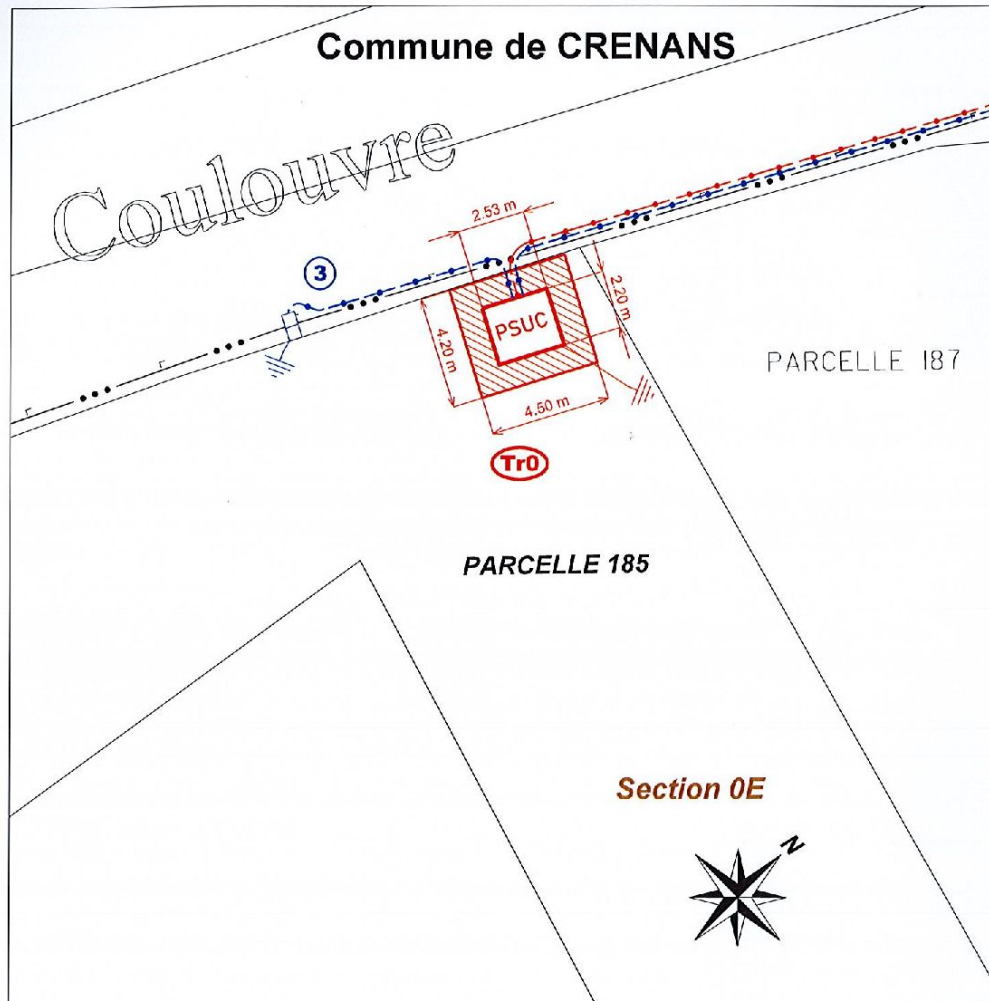 Commune de CRENANS
Coulouvre
2.53 m
3
2.20 m
PSUC
4.20 m
PARCELLE 187
4.50 m
Tr0
PARCELLE 185
Section 0E
N